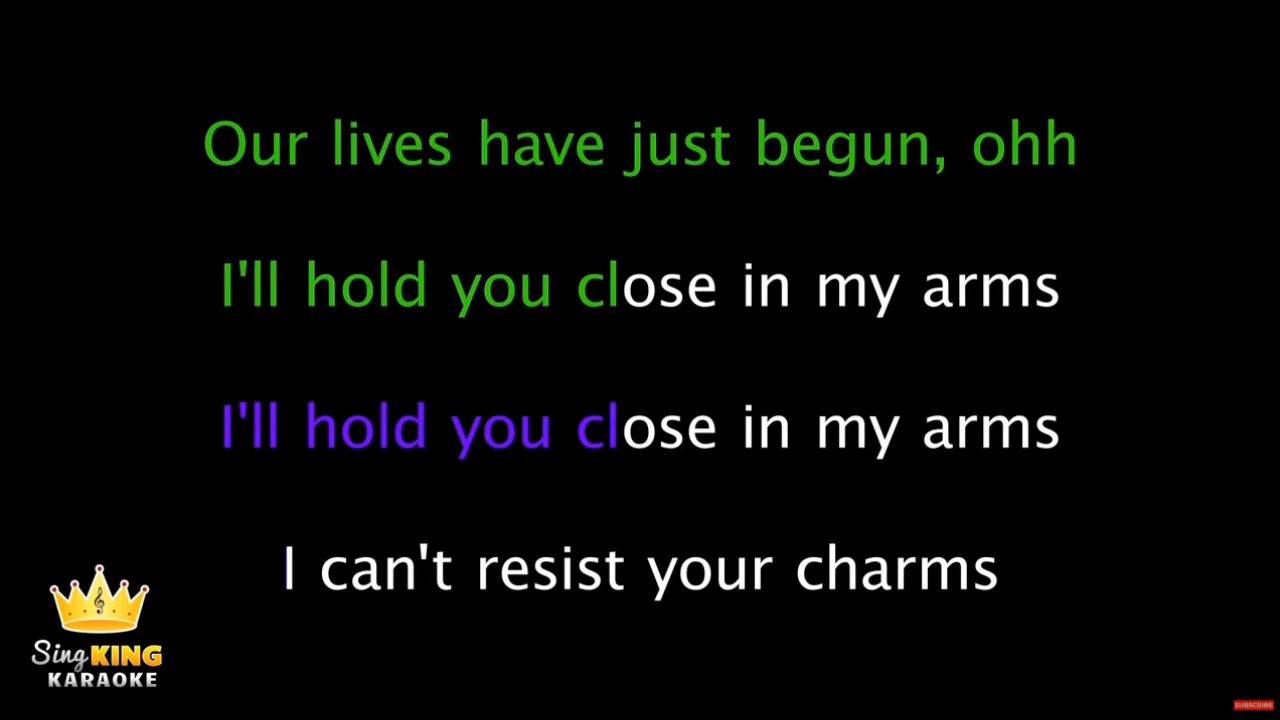 Our lives have just begun, ohh
I'll hold you close in my arms
I'll hold you close in my arms
I can't resist your charms
Sing KING
KARAOKE
SUBSCRIBE